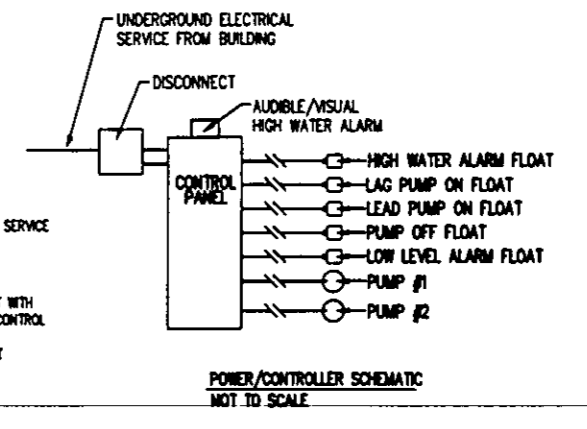 UNDERGROUND ELECTRICAL
SERVICE FROM BUILDING
DISCONNECT
AUDIBLE/VISUAL
HIGH WATER ALARM
CONTROL
PANEL
HIGH WATER ALARM FLOAT
LAG PUMP ON FLOAT
LEAD PUMP ON FLOAT
PUMP OFF FLOAT
LOW LEVEL ALARM FLOAT
PUMP #1
PUMP #2
SERVICE
WITH
CONTROL
POWER/CONTROLLER SCHEMATIC
NOT TO SCALE